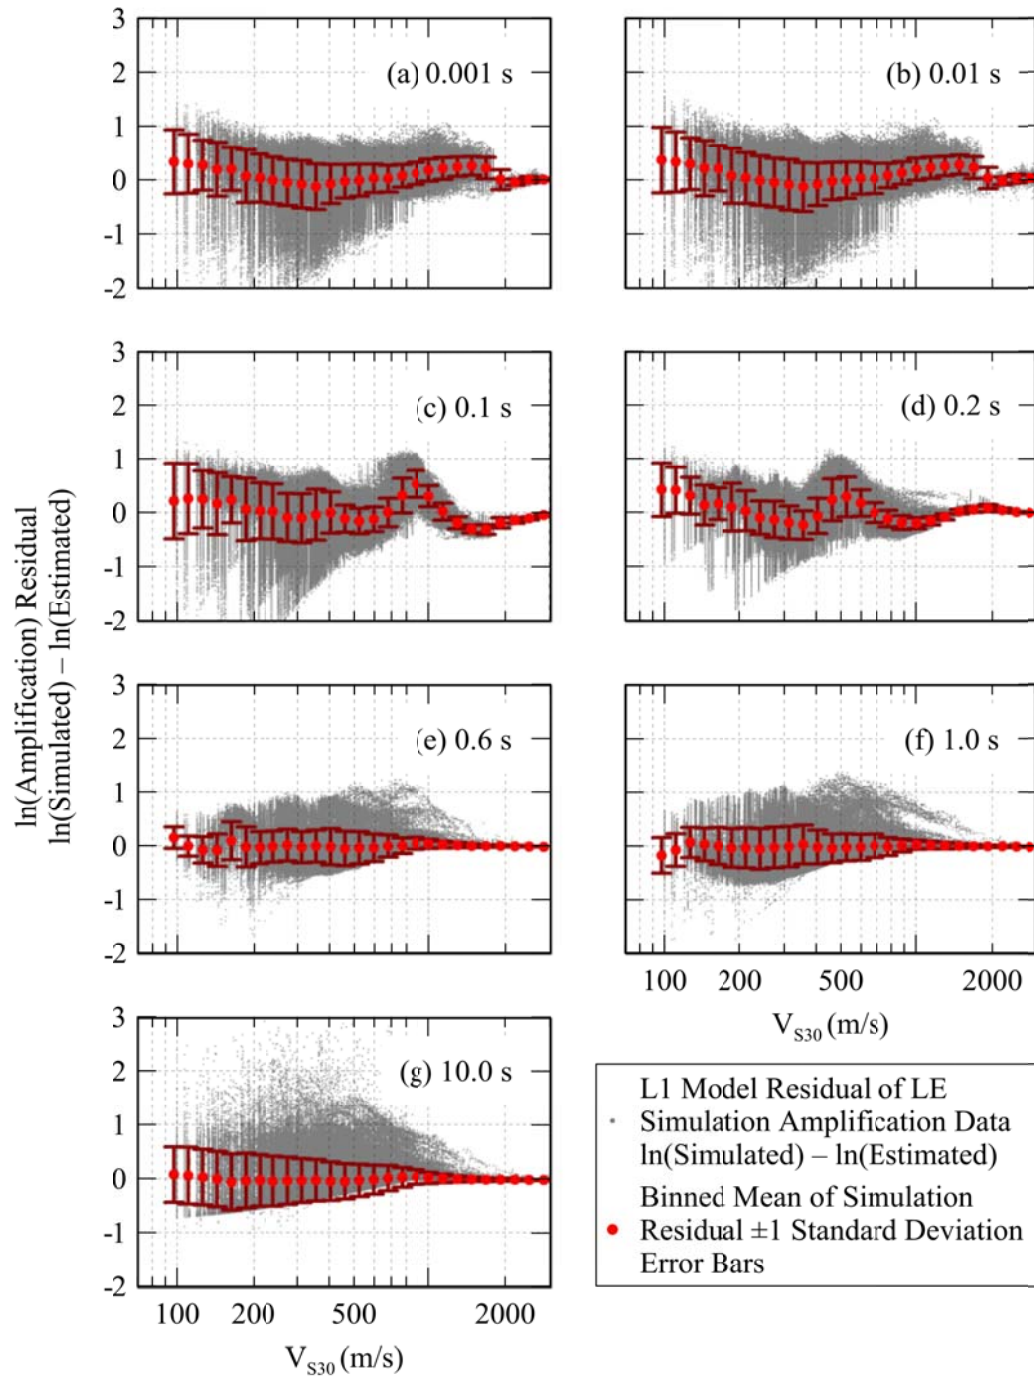 3
2
1
0
-1
-2
(a) 0.001 s
(b) 0.01 s
3
2
1
0
-1
-2
(c) 0.1 s
(d) 0.2 s
ln(Amplification) Residual
ln(Simulated) – ln(Estimated)
3
2
1
0
-1
-2
(e) 0.6 s
(f) 1.0 s
100 200 500 2000
V_S30 (m/s)
3
2
1
0
-1
-2
(g) 10.0 s
100 200 500 2000
V_S30 (m/s)
L1 Model Residual of LE
Simulation Amplification Data
ln(Simulated) – ln(Estimated)
Binned Mean of Simulation
Residual ±1 Standard Deviation
Error Bars